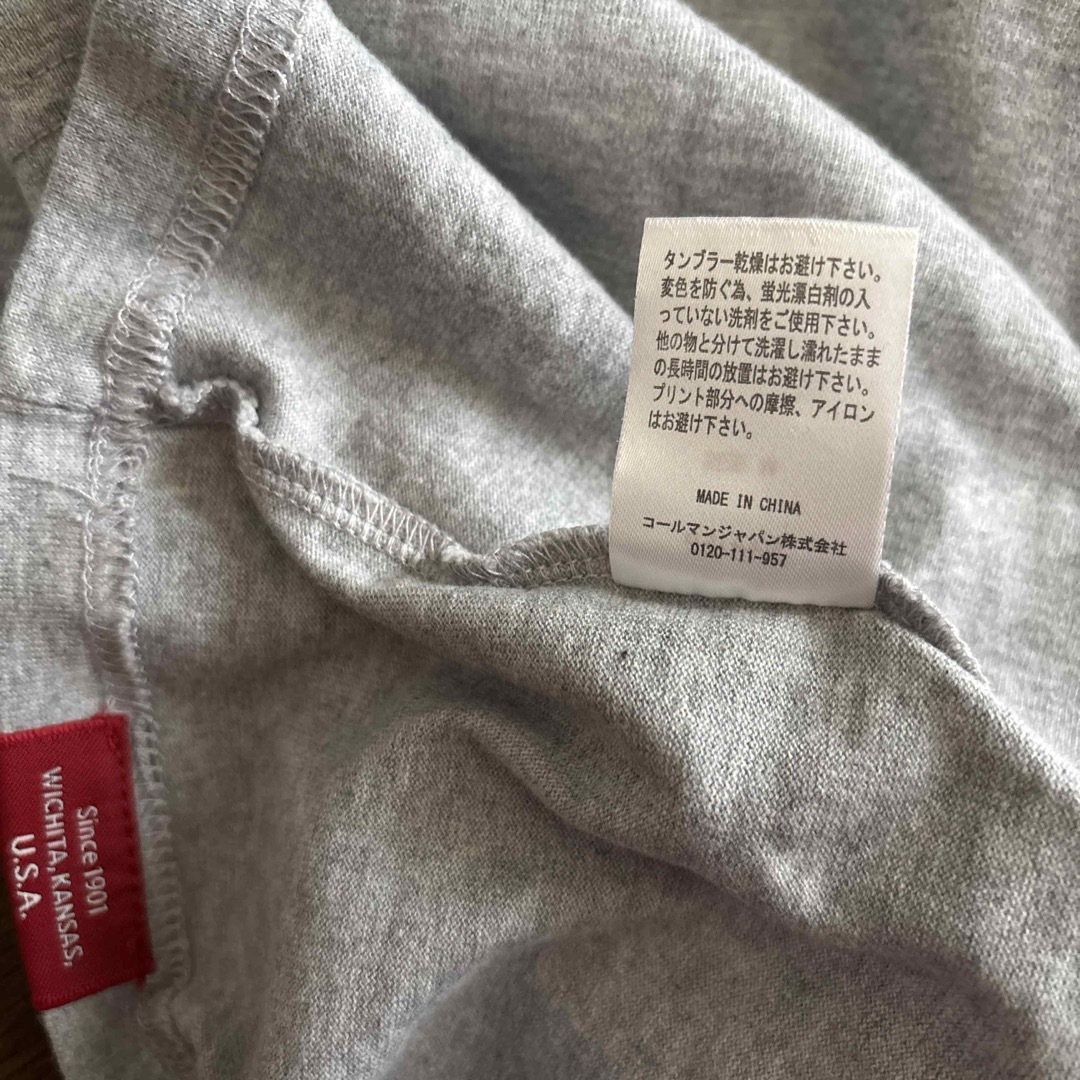 タンブラー乾燥はお避け下さい。
変色を防ぐ為、蛍光漂白剤の入
っていない洗剤をご使用下さい。
他の物と分けて洗濯し濡れたまま
の長時間の放置はお避け下さい。
プリント部分への摩擦、アイロン
はお避け下さい。
MADE IN CHINA
コールマンジャパン株式会社
0120-111-957
Since1901
WICHITA,KANSAS,
U.S.A.